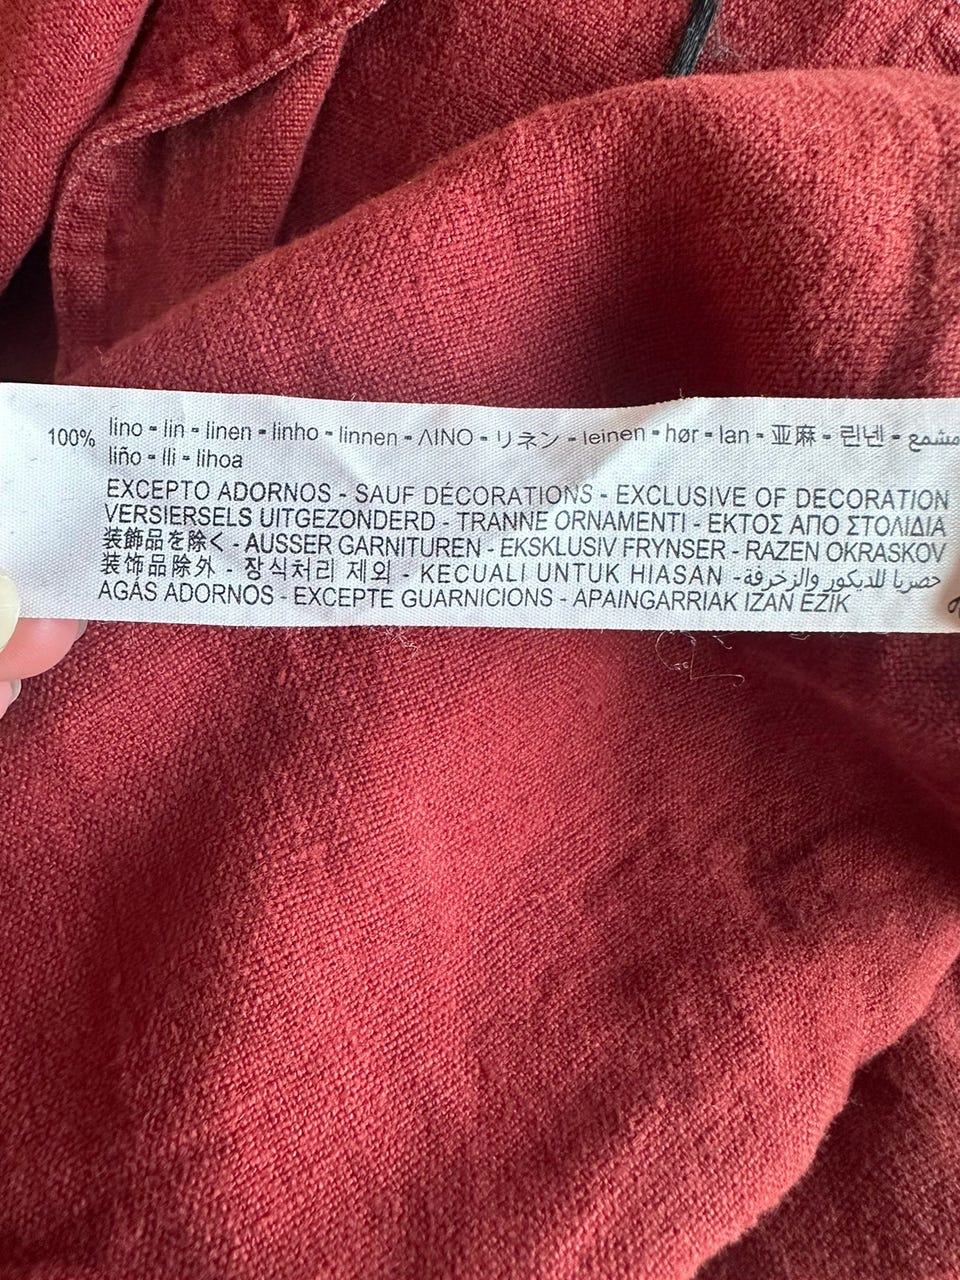 100% lino - lin - linen - linho - linnen - ΛΙΝΟ - リネン - leinen - hør - lan - 亚麻 - 린넨 - مشمع
liño - lli - lihoa
EXCEPTO ADORNOS - SAUF DÉCORATIONS - EXCLUSIVE OF DECORATION
VERSIERSELS UITGEZONDERD - TRANNE ORNAMENTI - ΕΚΤΟΣ ΑΠΟ ΣΤΟΛΙΔΙΑ
装飾品を除く - AUSSER GARNITUREN - EKSKLUSIV FRYNSER - RAZEN OKRASKOV
装饰品除外 - 장식처리 제외 - KECUALI UNTUK HIASAN - حصريا للديكور والزخرفة
AGÁS ADORNOS - EXCEPTE GUARNICIONS - APAINGARRIAK IZAN EZIK